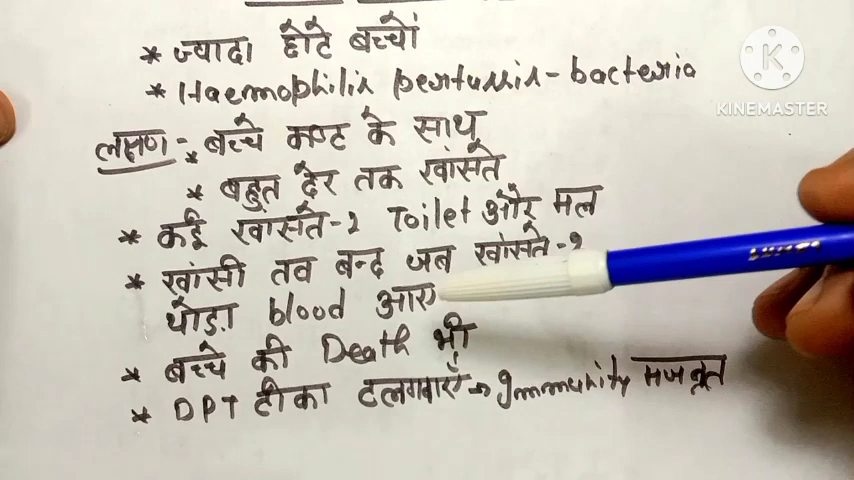 * ज्यादा छोटे बच्चों
* Haemophilis pertussis - bacteria
लक्षण - * बच्चे कष्ट के साथ
* बहुत देर तक खांसते
* कई खांसते-2 Toilet और मल
* खांसी तव बन्द जब खांसते-2
थोड़ा blood आए
* बच्चे की Death भी
* DPT टीका लगवाएँ → Immunity मजबूत
KINEMASTER